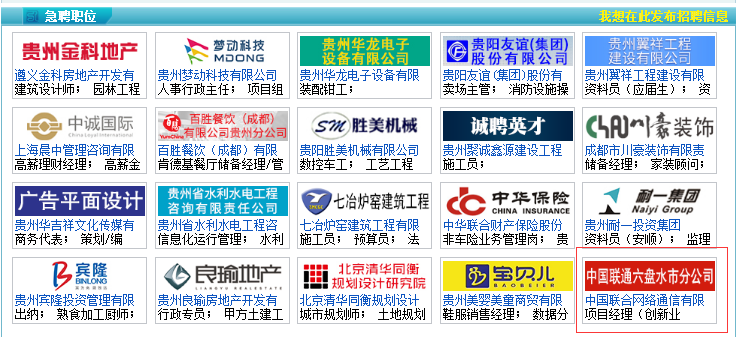 急聘职位
我想在此发布招聘信息
贵州金科地产
遵义金科房地产开发有
建筑设计师； 园林工程
梦动科技
MDONG
贵州梦动科技有限公司
人事行政主任； 项目组
贵州华龙电子
设备有限公司
贵州华龙电子设备有限
装配钳工；
贵阳友谊(集团)
股份有限公司
贵阳友谊(集团)股份有
卖场主管； 消防设施操
贵州翼祥工程
建设有限公司
贵州翼祥工程建设有限
资料员（应届生）； 资
中诚国际
China Loyal International
上海晨中管理咨询有限
高薪理财经理； 高薪金
百胜餐饮（成都）
有限公司贵州分公司
百胜餐饮（成都）有限
肯德基餐厅储备经理/管
SM 胜美机械
贵阳胜美机械有限公司
数控车工； 工艺工程
诚聘英才
贵州聚诚鑫源建设工程
施工员；
川豪装饰
成都市川豪装饰有限责
储备经理； 家装顾问；
广告平面设计
贵州华吉祥文化传媒有
商务代表； 策划/编
贵州省水利水电工程
咨询有限责任公司
贵州省水利水电工程咨
信息化运行管理； 水利
七冶炉窑建筑工程
七冶炉窑建筑工程有限
施工员； 预算员； 法
中华保险
CHINA INSURANCE
中华联合财产保险股份
非车险业务管理岗； 贵
耐一集团
Naiyi Group
贵州耐一投资集团
资料员（安顺）； 监理
宾隆
BINLONG
贵州宾隆投资管理有限
出纳； 熟食加工厨师；
良瑜地产
LIANGYU REALESTATE
贵州良瑜房地产开发有
行政专员； 甲方土建工
北京清华同衡
规划设计研究院
北京清华同衡规划设计
城市规划师； 土地规划
宝贝儿
BAOBEIER
贵州美婴美童商贸有限
鞋服销售经理； 数据分
中国联通六盘水市分公司
中国联合网络通信有限
项目经理（创新业